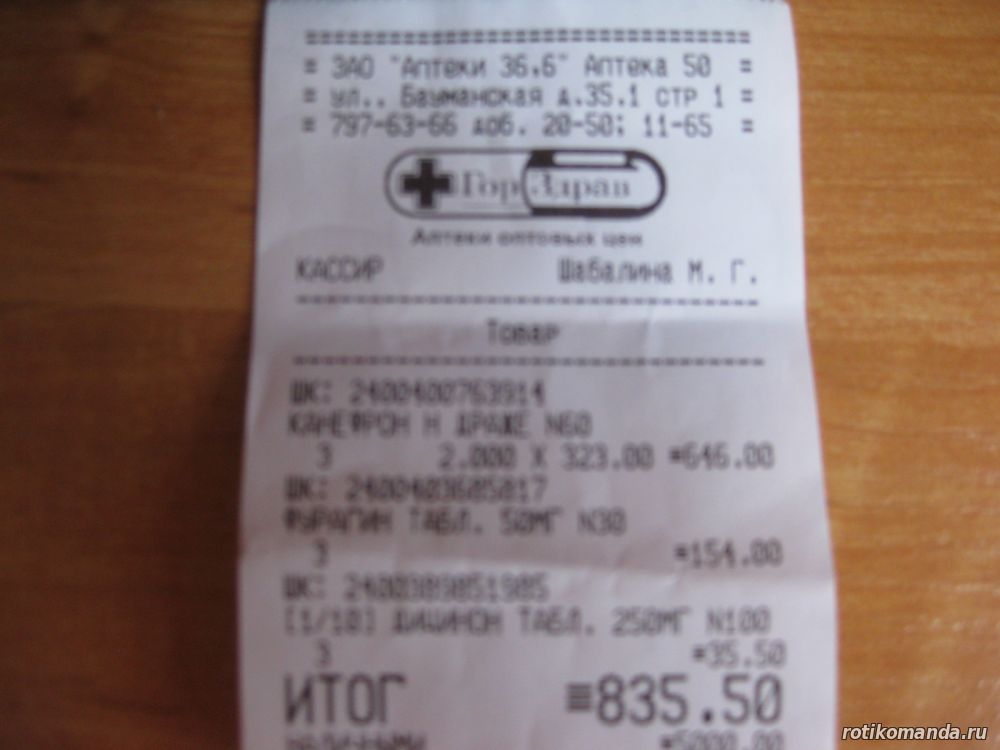 ================================
= ЗАО "Аптеки 36,6" Аптека 50 =
= ул., Бауманская д.35.1 стр 1 =
= 797-63-66 доб. 20-50; 11-65 =
ГорЗдрав
Аптеки оптовых цен
КАССИР Шабалина М. Г.
--------------------------------
Товар
--------------------------------
ШК: 2400400763914
КАНЕФРОН Н ДРАЖЕ N60
3 2.000 X 323.00 =646.00
ШК: 2400403685817
ФУРАГИН ТАБЛ. 50МГ N30
3 =154.00
ШК: 2400389851985
[1/10] ДИЦИНОН ТАБЛ. 250МГ N100
3 =35.50
ИТОГ ≡835.50
НАЛИЧНЫМИ =5000.00
rotikomanda.ru